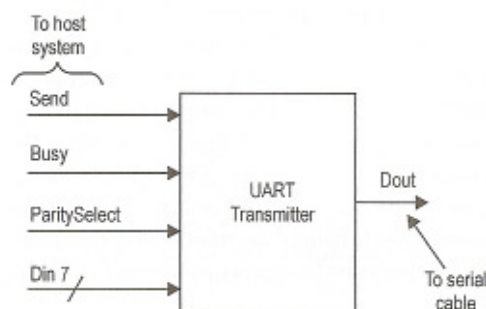 To host
system
Send
Busy
ParitySelect
Din 7
UART
Transmitter
Dout
To serial
cable